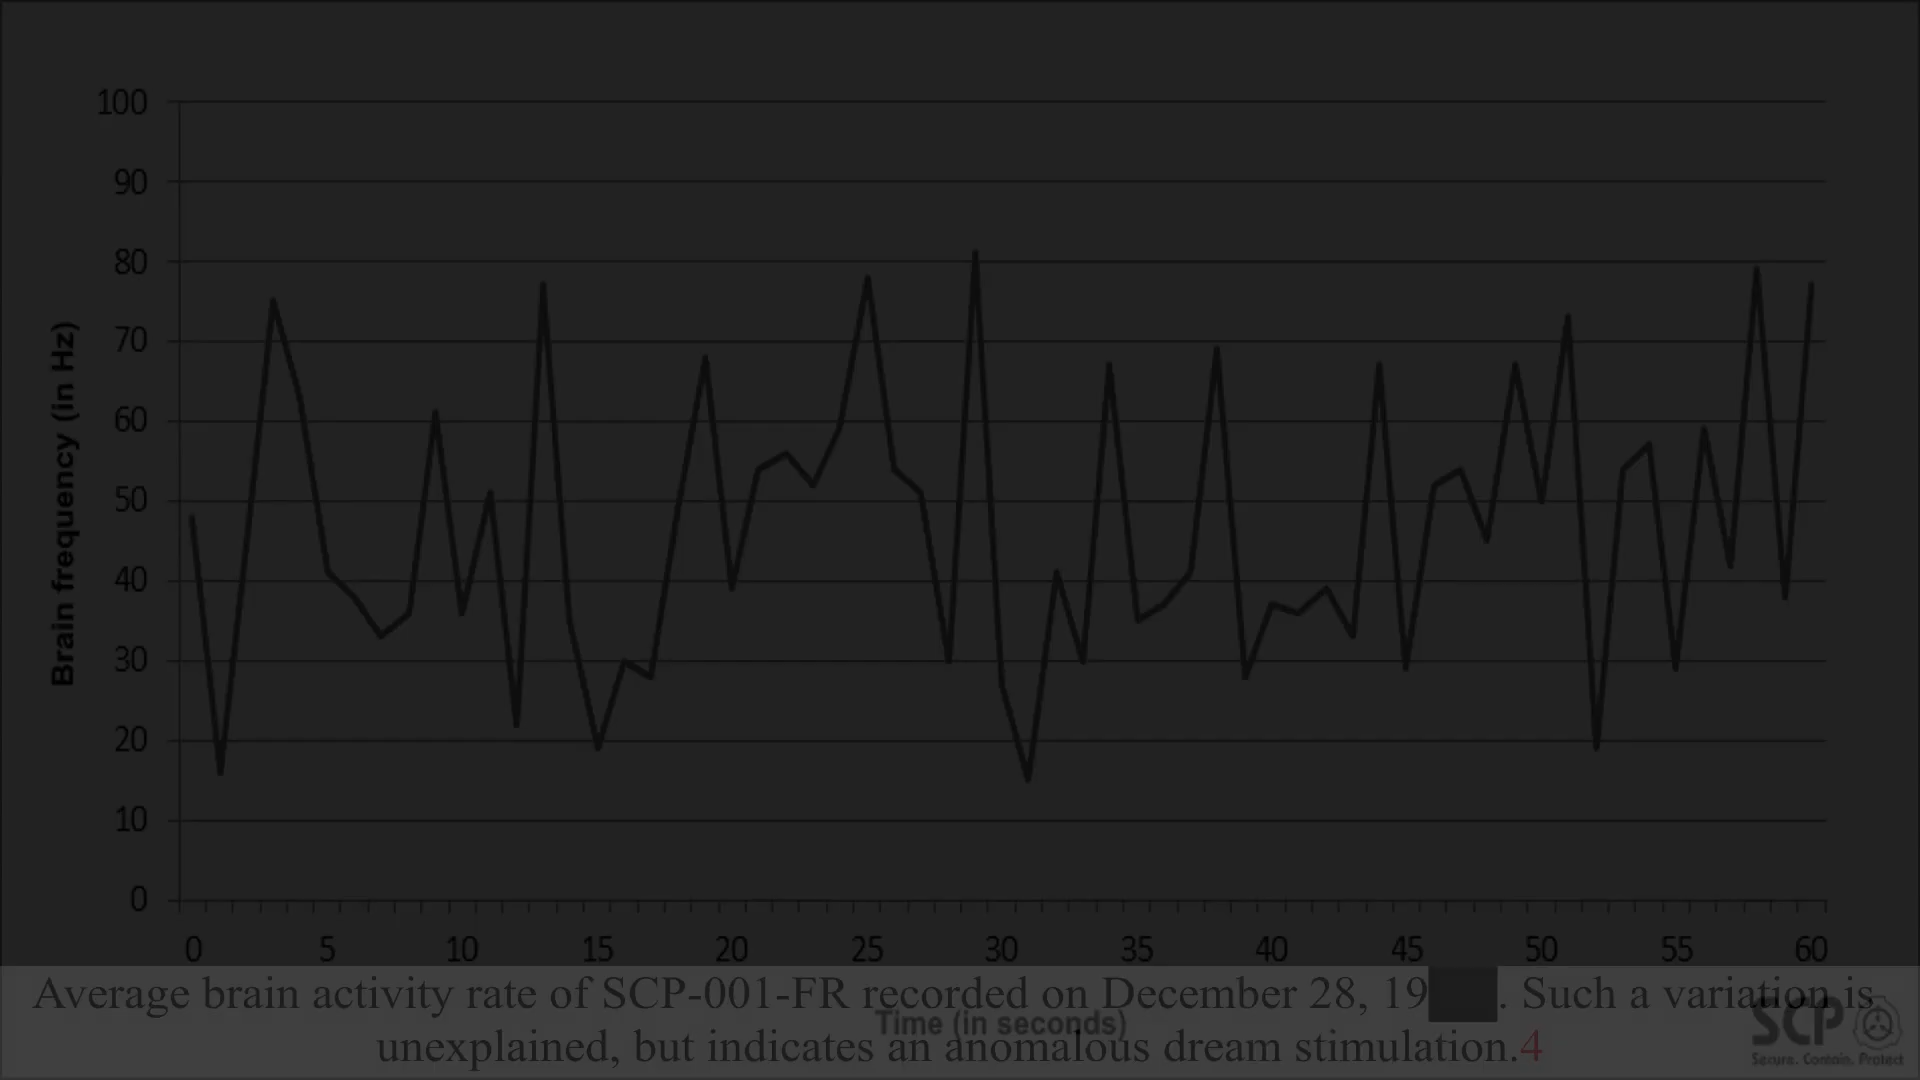 100
90
80
70
60
50
40
30
20
10
0
Brain frequency (in Hz)
0 5 10 15 20 25 30 35 40 45 50 55 60
Time (in seconds)
Average brain activity rate of SCP-001-FR recorded on December 28, 19██. Such a variation is
unexplained, but indicates an anomalous dream stimulation.4
SCP
Secure. Contain. Protect